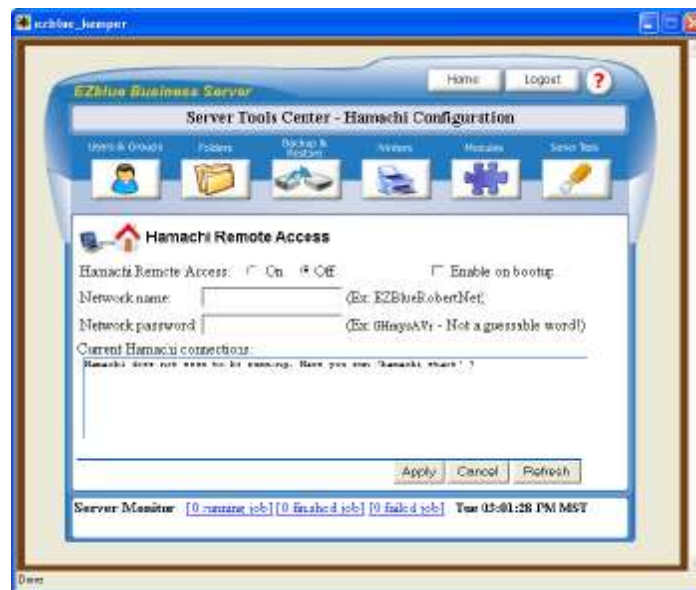 ezblue_kemper
Home Logout ?
EZblue Business Server
Server Tools Center - Hamachi Configuration
Users & Groups Folders Backup & Restore Printers Modules Server Tools
Hamachi Remote Access
Hamachi Remote Access: On Off Enable on bootup
Network name: (Ex: EZBlueRobertNet)
Network password: (Ex: - Not a guessable word!)
Current Hamachi connections:
Hamachi does not seem to be running. Have you run 'hamachi start' ?
Apply Cancel Refresh
Server Monitor [0 running job] [0 finished job] [0 failed job] Tue 03:01:28 PM MST
Done